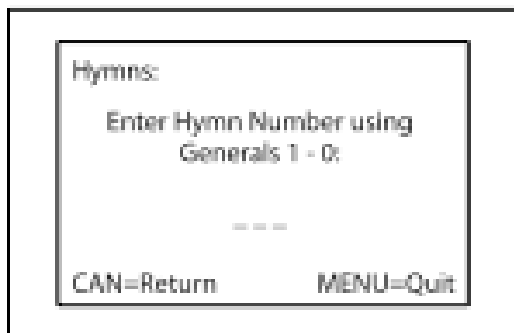 Hymns:
Enter Hymn Number using
Generals 1 - 0:
_ _ _
CAN=Return MENU=Quit